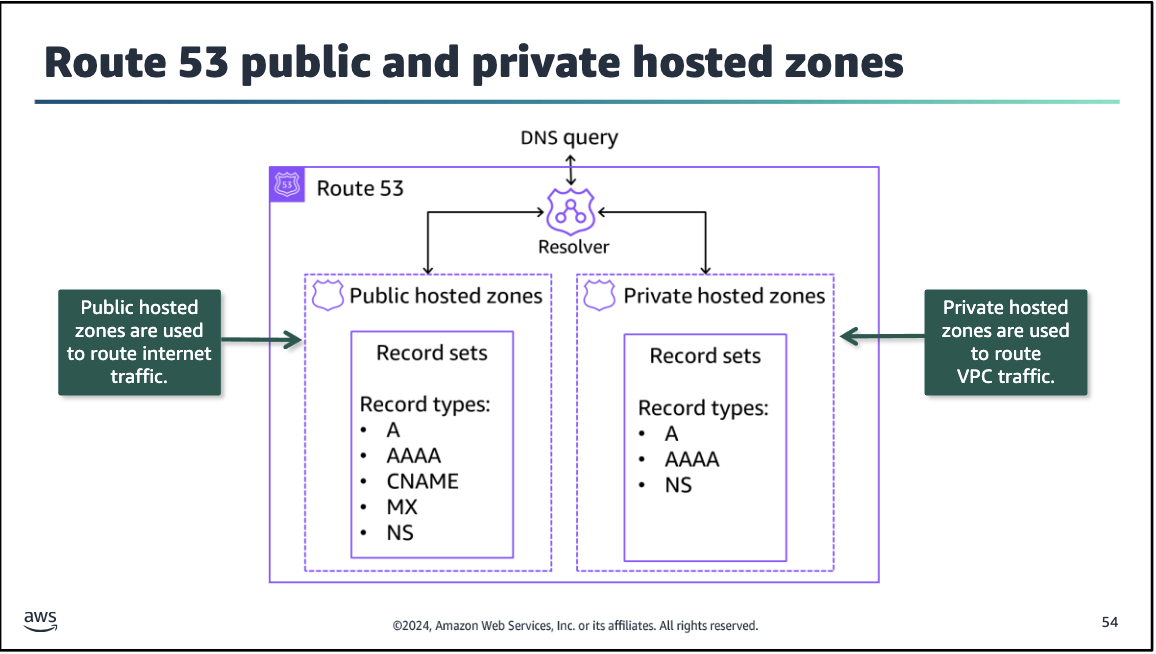 Route 53 public and private hosted zones
DNS query
53
Route 53
Resolver
Public hosted
zones are used
to route internet
traffic.
Public hosted zones
Record sets
Record types:
• A
• AAAA
• CNAME
• MX
• NS
Private hosted zones
Record sets
Record types:
• A
• AAAA
• NS
Private hosted
zones are used
to route
VPC traffic.
aws
©2024, Amazon Web Services, Inc. or its affiliates. All rights reserved.
54